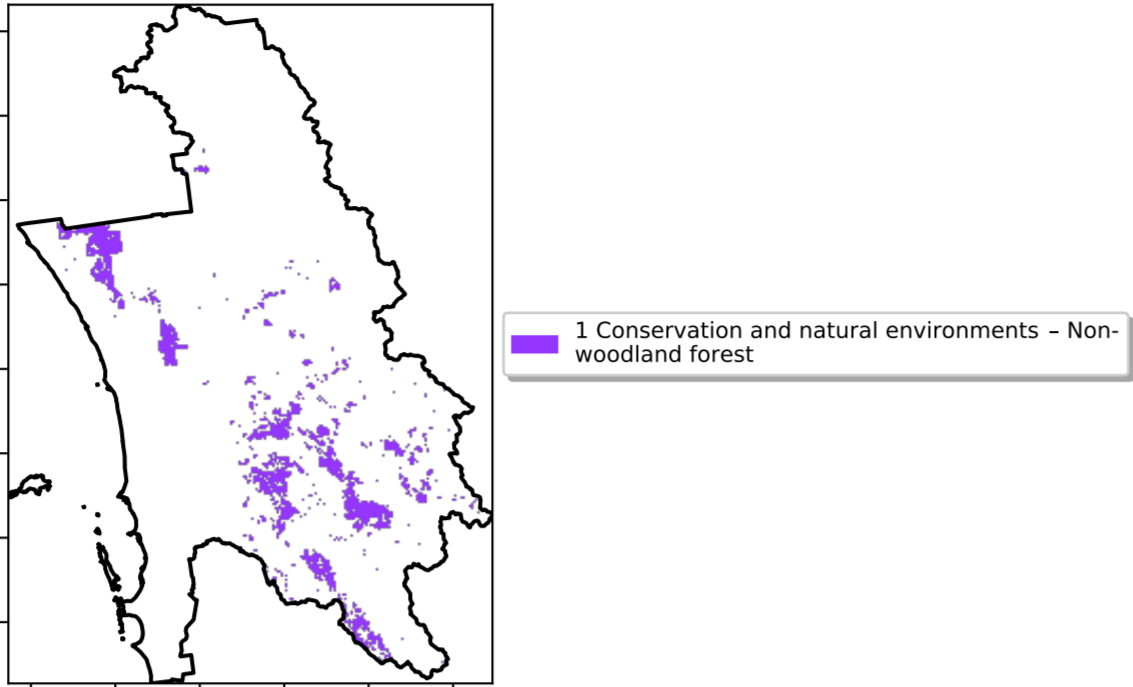 1 Conservation and natural environments – Non-
woodland forest